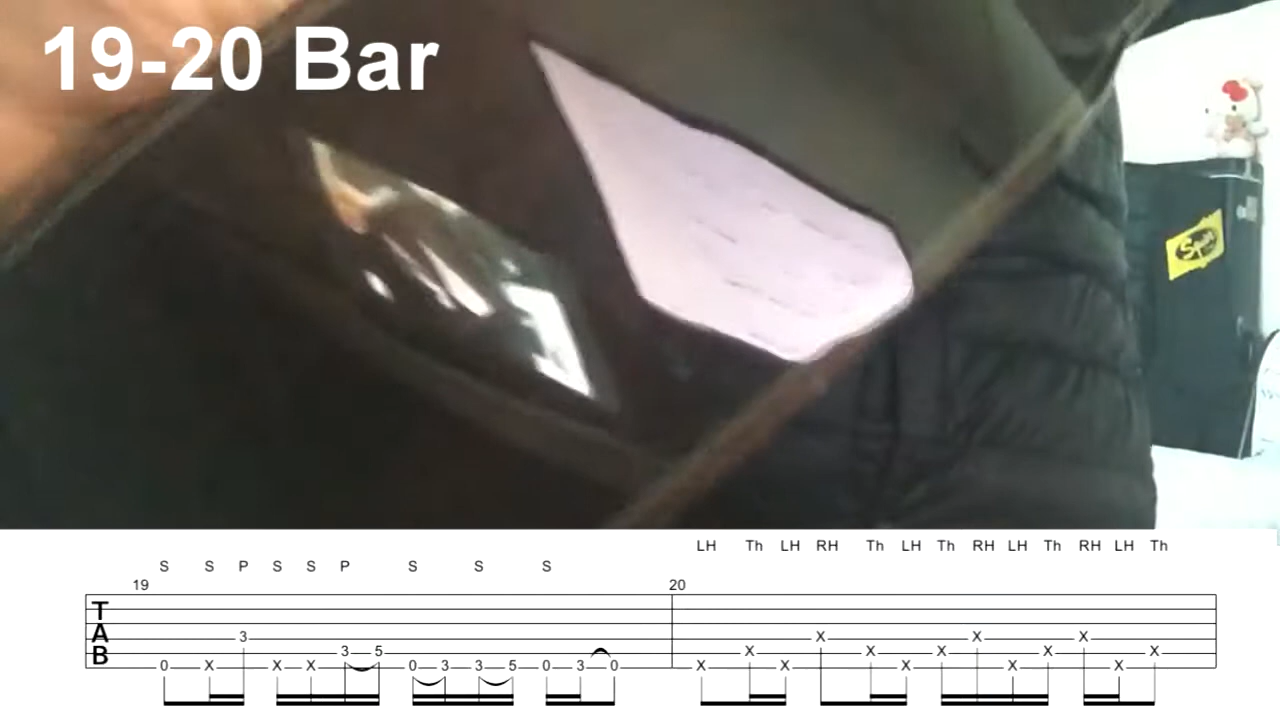 19-20 Bar
LH Th LH RH Th LH Th RH LH Th RH LH Th
S S P S S P S S S
19 20
T
A
B
3 X X X
3 5 X X X X X
0 X X X 0 3 3 5 0 3 0 X X X X X